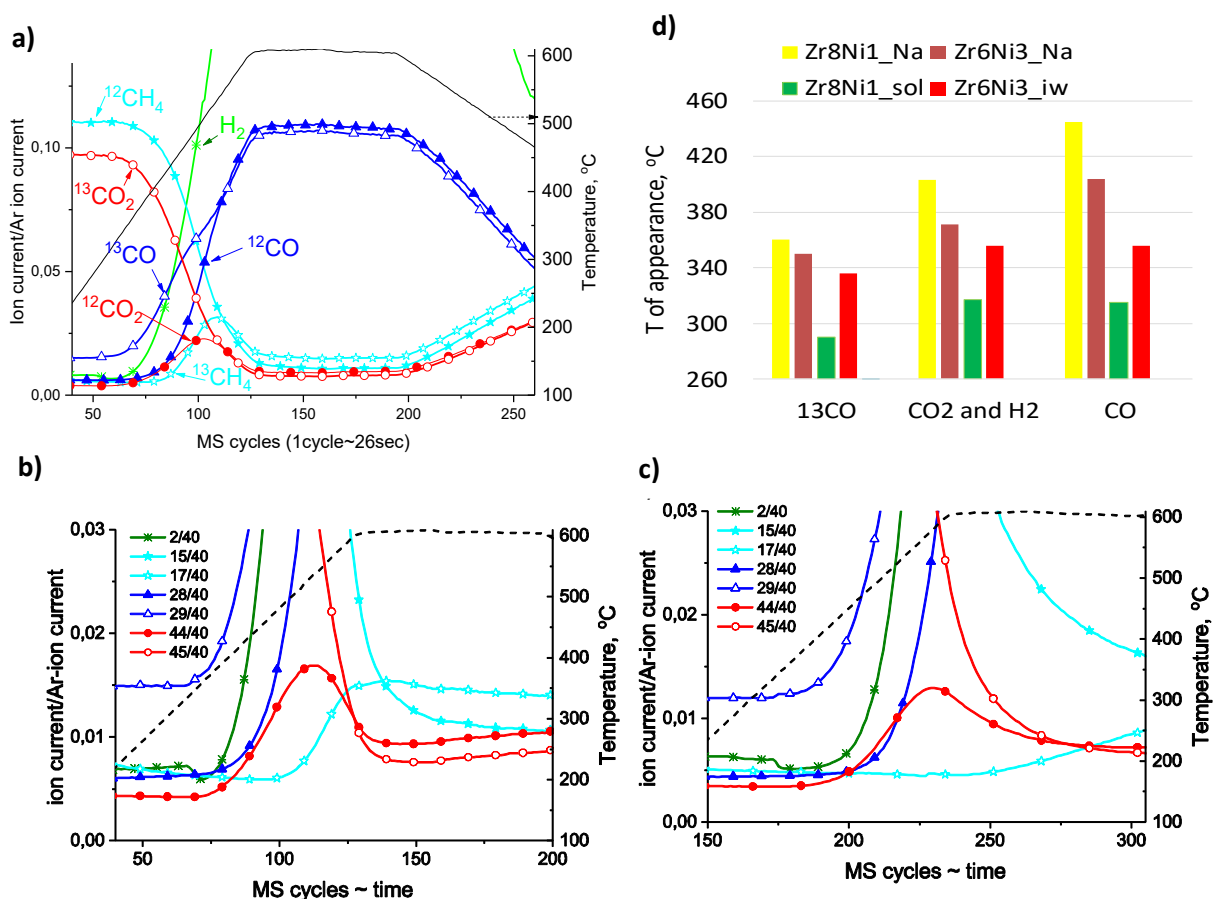 a)
Ion current/Ar ion current
0,10
0,05
0,00
50
100
150
200
250
MS cycles (1cycle~26sec)
600
500
400
300
200
100
Temperature, ºC
¹²CH₄
H₂
¹³CO₂
¹³CO
¹²CO
¹²CO₂
¹³CH₄
d)
Zr8Ni1_Na
Zr6Ni3_Na
Zr8Ni1_sol
Zr6Ni3_iw
T of appearance, ºC
460
420
380
340
300
260
13CO
CO2 and H2
CO
b)
ion current/Ar-ion current
0,03
0,02
0,01
0,00
2/40
15/40
17/40
28/40
29/40
44/40
45/40
50
100
150
200
MS cycles ~ time
600
500
400
300
200
100
Temperature, ºC
c)
ion current/Ar-ion current
0,03
0,02
0,01
0,00
2/40
15/40
17/40
28/40
29/40
44/40
45/40
150
200
250
300
MS cycles ~ time
600
500
400
300
200
100
Temperature, ºC